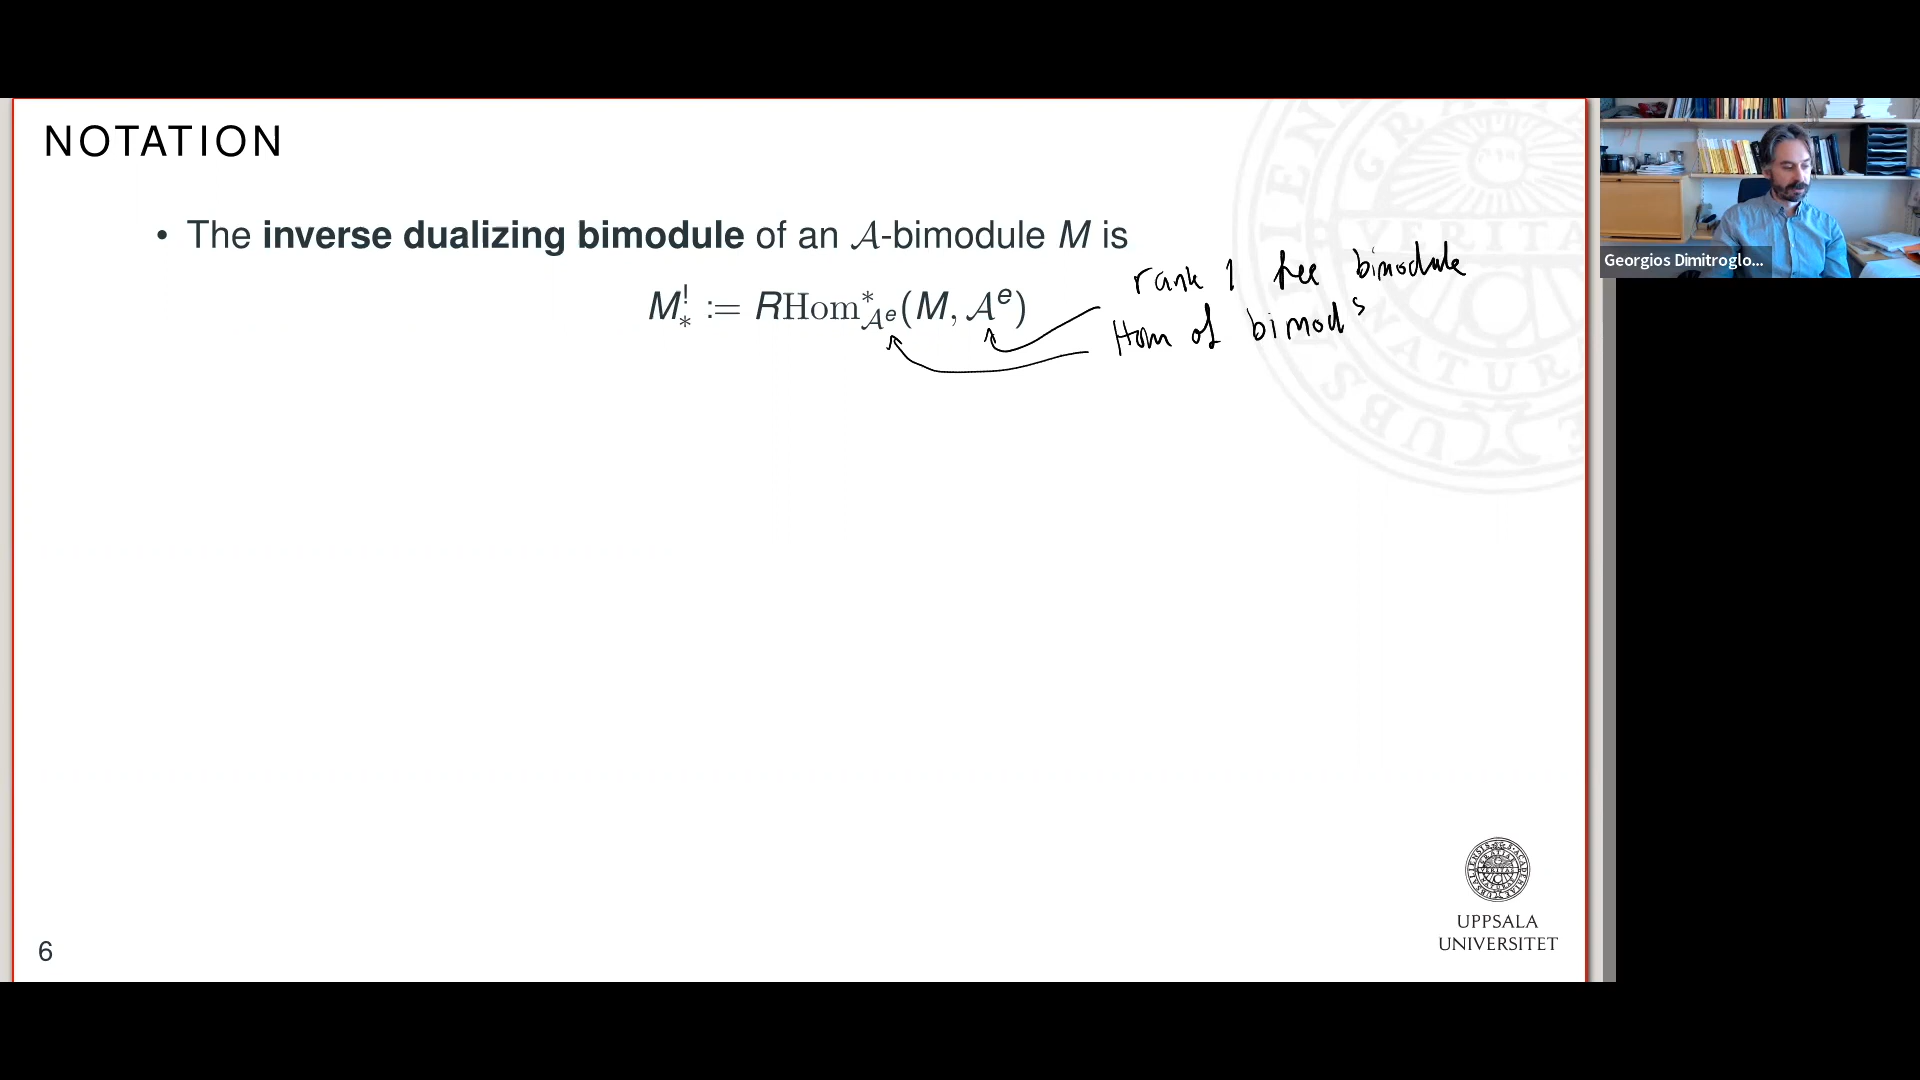 NOTATION
• The inverse dualizing bimodule of an 𝒜-bimodule M is
rank 1 free bimodule
M^!_* := RHom^*_{𝒜^e}(M, 𝒜^e)
Hom of bimods
Georgios Dimitroglo...
UPPSALA
UNIVERSITET
6